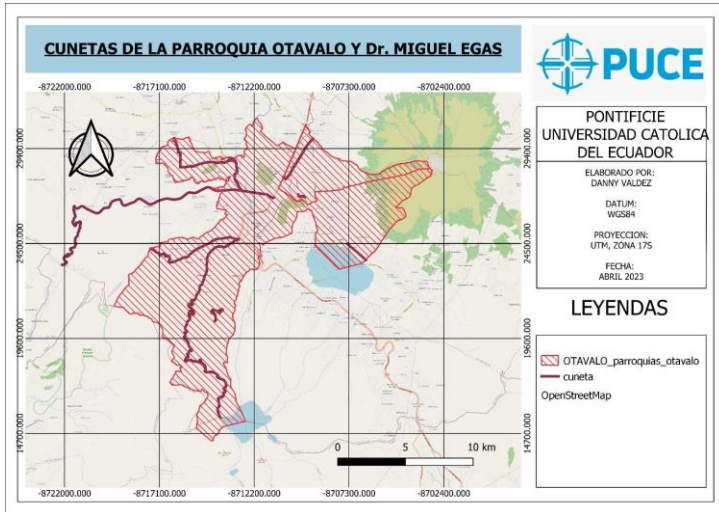 CUNETAS DE LA PARROQUIA OTAVALO Y Dr. MIGUEL EGAS
PUCE
-8722000.000 -8717100.000 -8712200.000 -8707300.000 -8702400.000
29400.000 29400.000
24500.000 24500.000
19600.000 19600.000
14700.000 14700.000
0 5 10 km
-8722000.000 -8717100.000 -8712200.000 -8707300.000 -8702400.000
PONTIFICIE
UNIVERSIDAD CATOLICA
DEL ECUADOR
ELABORADO POR:
DANNY VALDEZ
DATUM:
WGS84
PROYECCION:
UTM, ZONA 17S
FECHA:
ABRIL 2023
LEYENDAS
OTAVALO_parroquias_otavalo
cuneta
OpenStreetMap